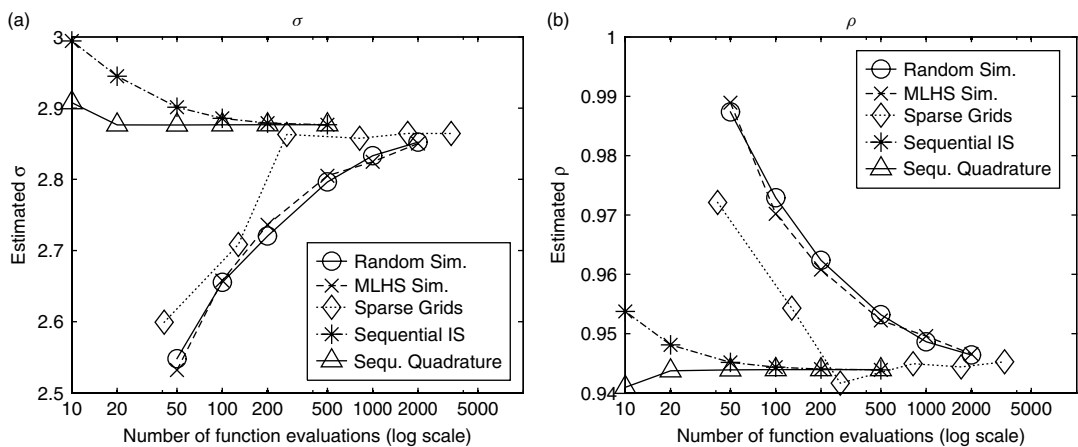 (a)
σ
3
2.9
2.8
2.7
2.6
2.5
Estimated σ
Random Sim.
MLHS Sim.
Sparse Grids
Sequential IS
Sequ. Quadrature
10 20 50 100 200 500 1000 2000 5000
Number of function evaluations (log scale)
(b)
ρ
1
0.99
0.98
0.97
0.96
0.95
0.94
Estimated ρ
Random Sim.
MLHS Sim.
Sparse Grids
Sequential IS
Sequ. Quadrature
10 20 50 100 200 500 1000 2000 5000
Number of function evaluations (log scale)